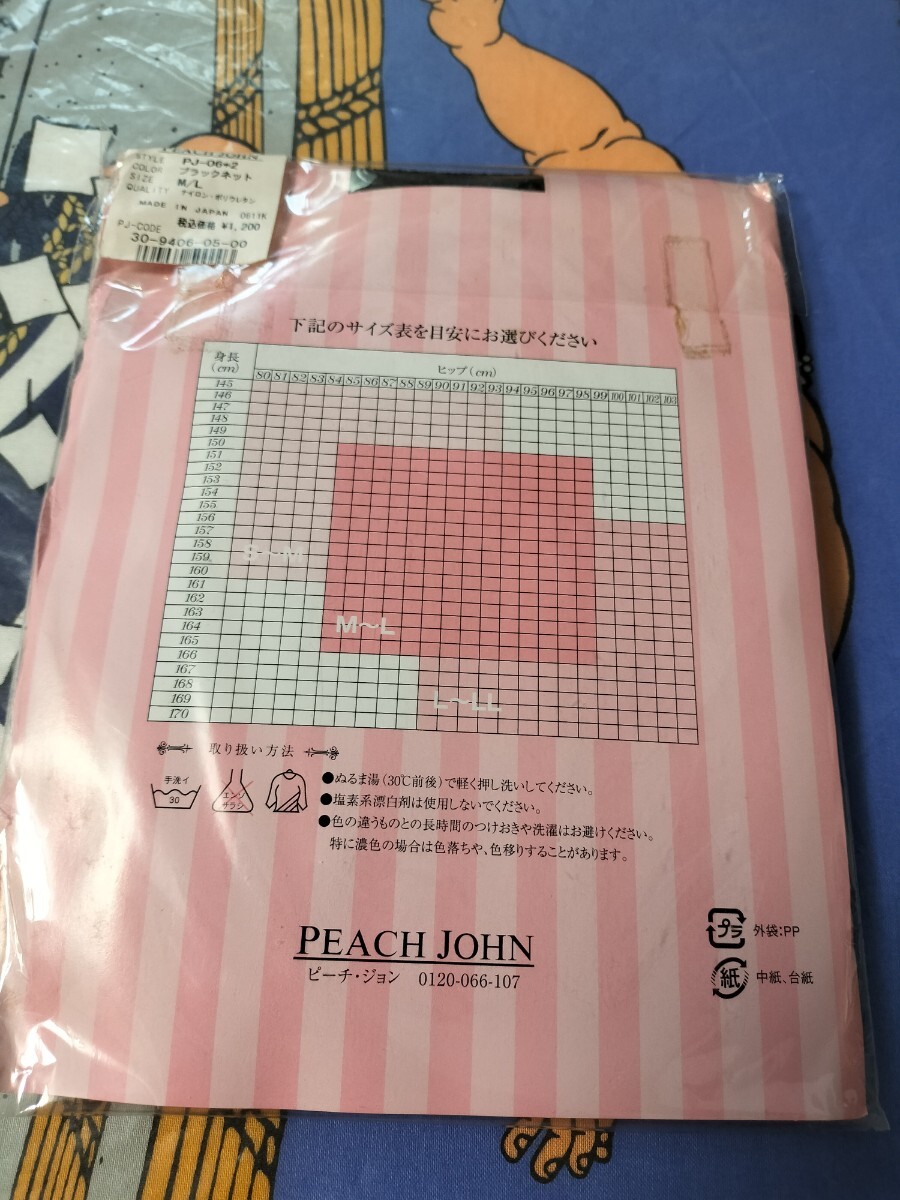 PEACH JOHN
STYLE PJ-06*2
COLOR ブラックネット
SIZE M/L
QUALITY ナイロン・ポリウレタン
MADE IN JAPAN 0611K
PJ-CODE 税込価格 ¥1,200
30-9406-05-00
下記のサイズ表を目安にお選びください
身長(cm) ヒップ(cm)
80 81 82 83 84 85 86 87 88 89 90 91 92 93 94 95 96 97 98 99 100 101 102 103
145
146
147
148
149
150
151
152
153
154
155
156
157
158
159
160
161
162
163
164
165
166
167
168
169
170
S〜M
M〜L
L〜LL
取り扱い方法
手洗イ
30
エンソ
サラシ
●ぬるま湯(30℃前後)で軽く押し洗いしてください。
●塩素系漂白剤は使用しないでください。
●色の違うものとの長時間のつけおきや洗濯はお避けください。
特に濃色の場合は色落ちや、色移りすることがあります。
PEACH JOHN
ピーチ・ジョン 0120-066-107
プラ 外袋:PP
紙 中紙、台紙